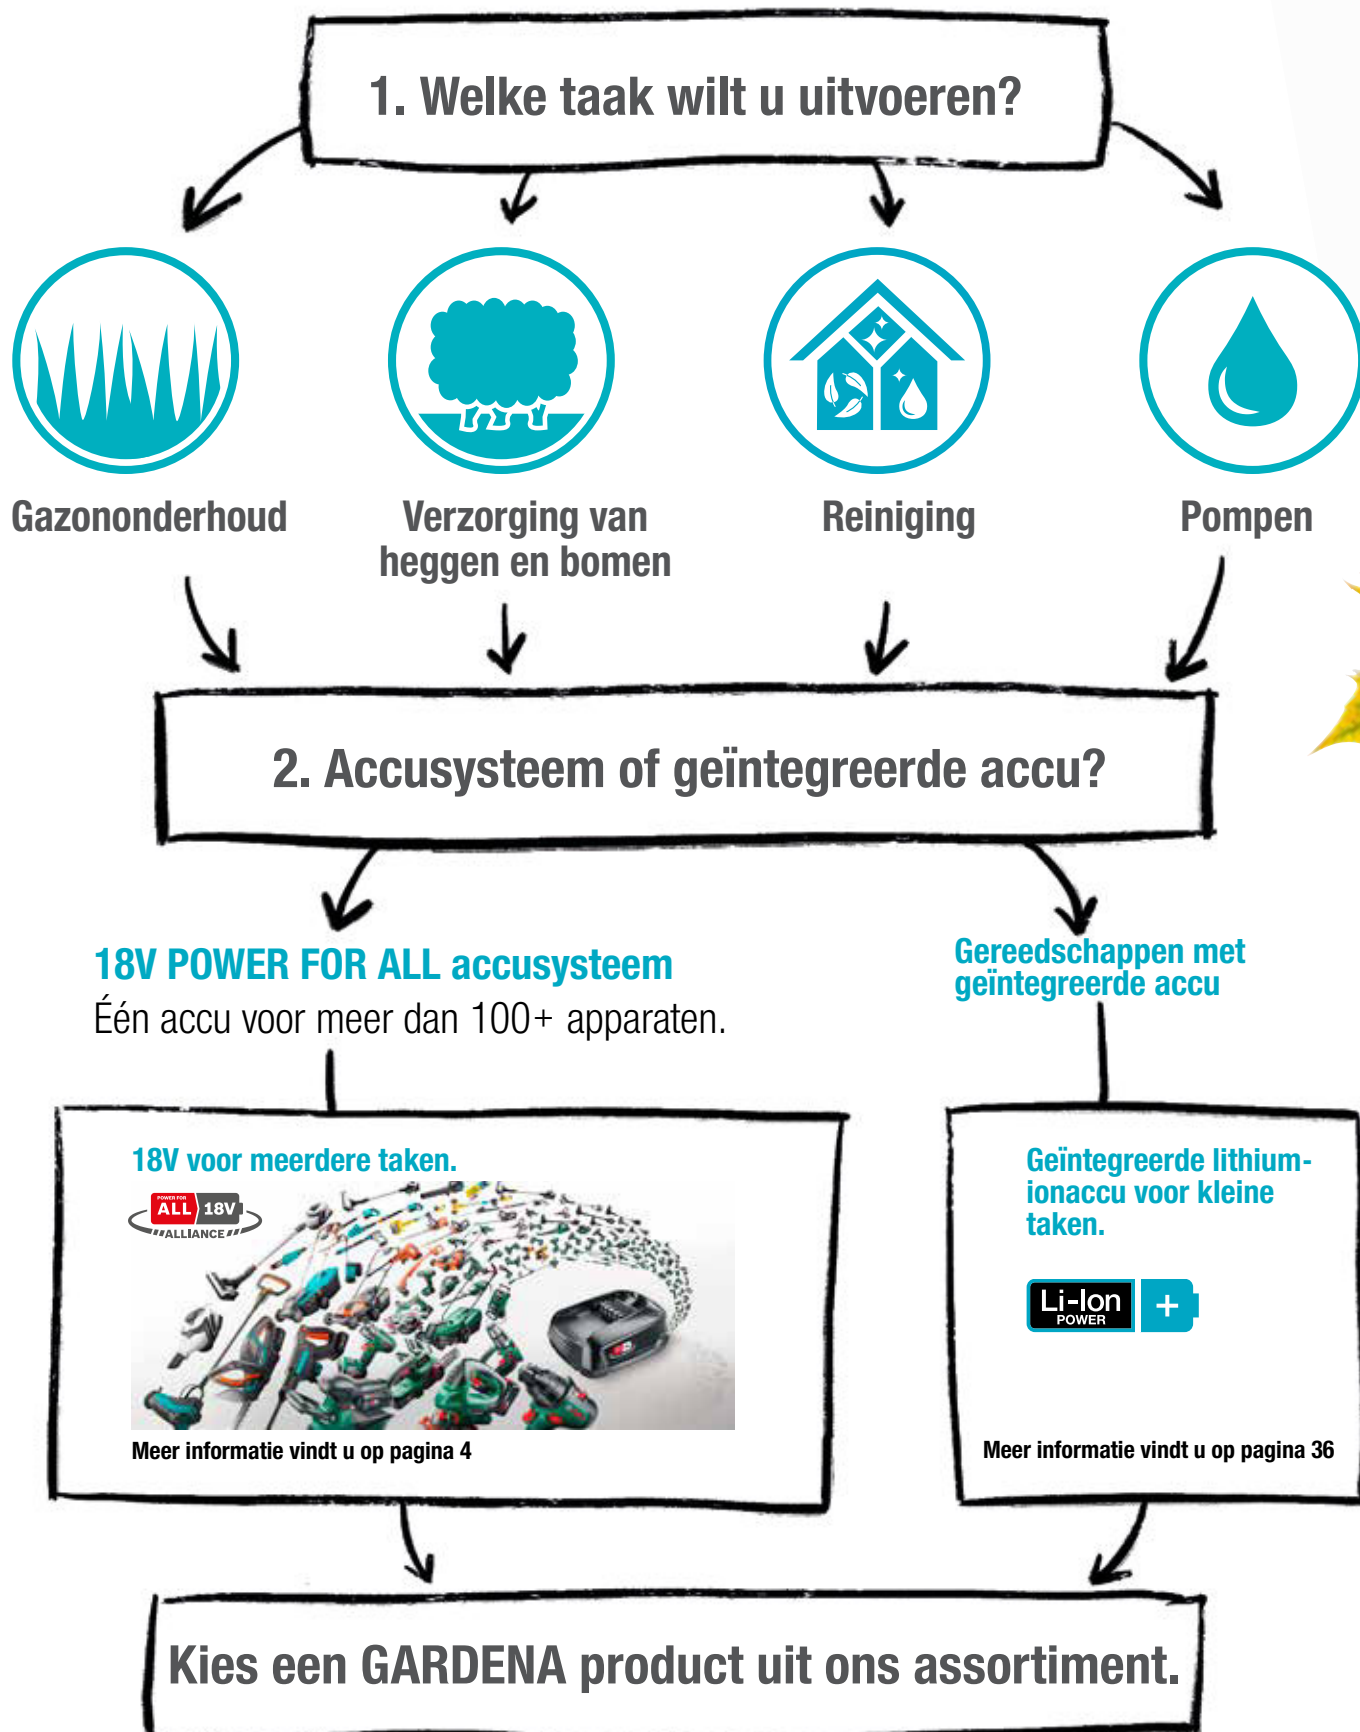 1. Welke taak wilt u uitvoeren?
Gazononderhoud
Verzorging van
heggen en bomen
Reiniging
Pompen
2. Accusysteem of geïntegreerde accu?
18V POWER FOR ALL accusysteem
Één accu voor meer dan 100+ apparaten.
Gereedschappen met
geïntegreerde accu
18V voor meerdere taken.
POWER FOR
ALL 18V
ALLIANCE
Meer informatie vindt u op pagina 4
Geïntegreerde lithium-
ionaccu voor kleine
taken.
Li-Ion +
POWER
Meer informatie vindt u op pagina 36
Kies een GARDENA product uit ons assortiment.